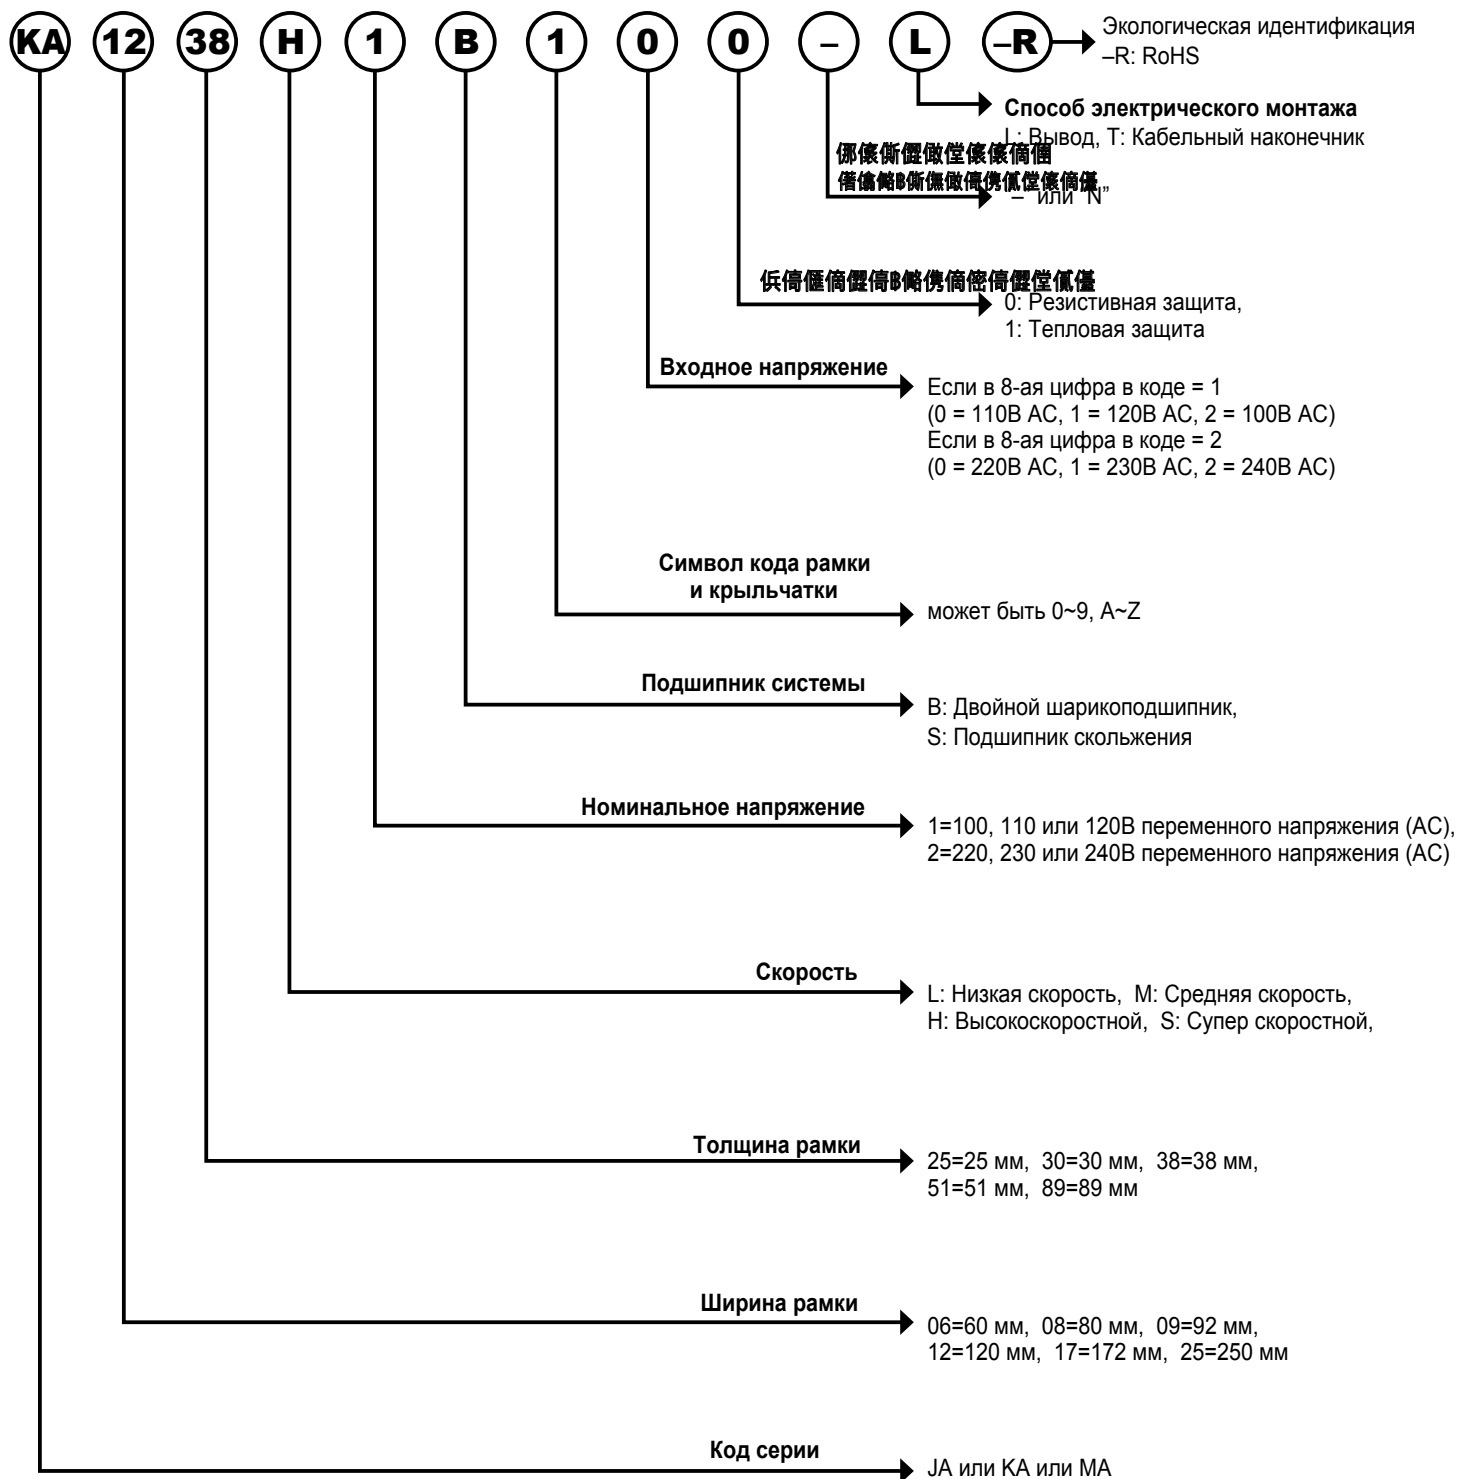 KA 12 38 H 1 B 1 0 0 – L –R
Экологическая идентификация
–R: RoHS
Способ электрического монтажа
L: Вывод, T: Кабельный наконечник
– или N”
0: Резистивная защита,
1: Тепловая защита
Входное напряжение
Если в 8-ая цифра в коде = 1
(0 = 110В AC, 1 = 120В AC, 2 = 100В AC)
Если в 8-ая цифра в коде = 2
(0 = 220В AC, 1 = 230В AC, 2 = 240В AC)
Символ кода рамки
и крыльчатки
может быть 0~9, A~Z
Подшипник системы
B: Двойной шарикоподшипник,
S: Подшипник скольжения
Номинальное напряжение
1=100, 110 или 120В переменного напряжения (AC),
2=220, 230 или 240В переменного напряжения (AC)
Скорость
L: Низкая скорость, M: Средняя скорость,
H: Высокоскоростной, S: Супер скоростной,
Толщина рамки
25=25 мм, 30=30 мм, 38=38 мм,
51=51 мм, 89=89 мм
Ширина рамки
06=60 мм, 08=80 мм, 09=92 мм,
12=120 мм, 17=172 мм, 25=250 мм
Код серии
JA или KA или MA